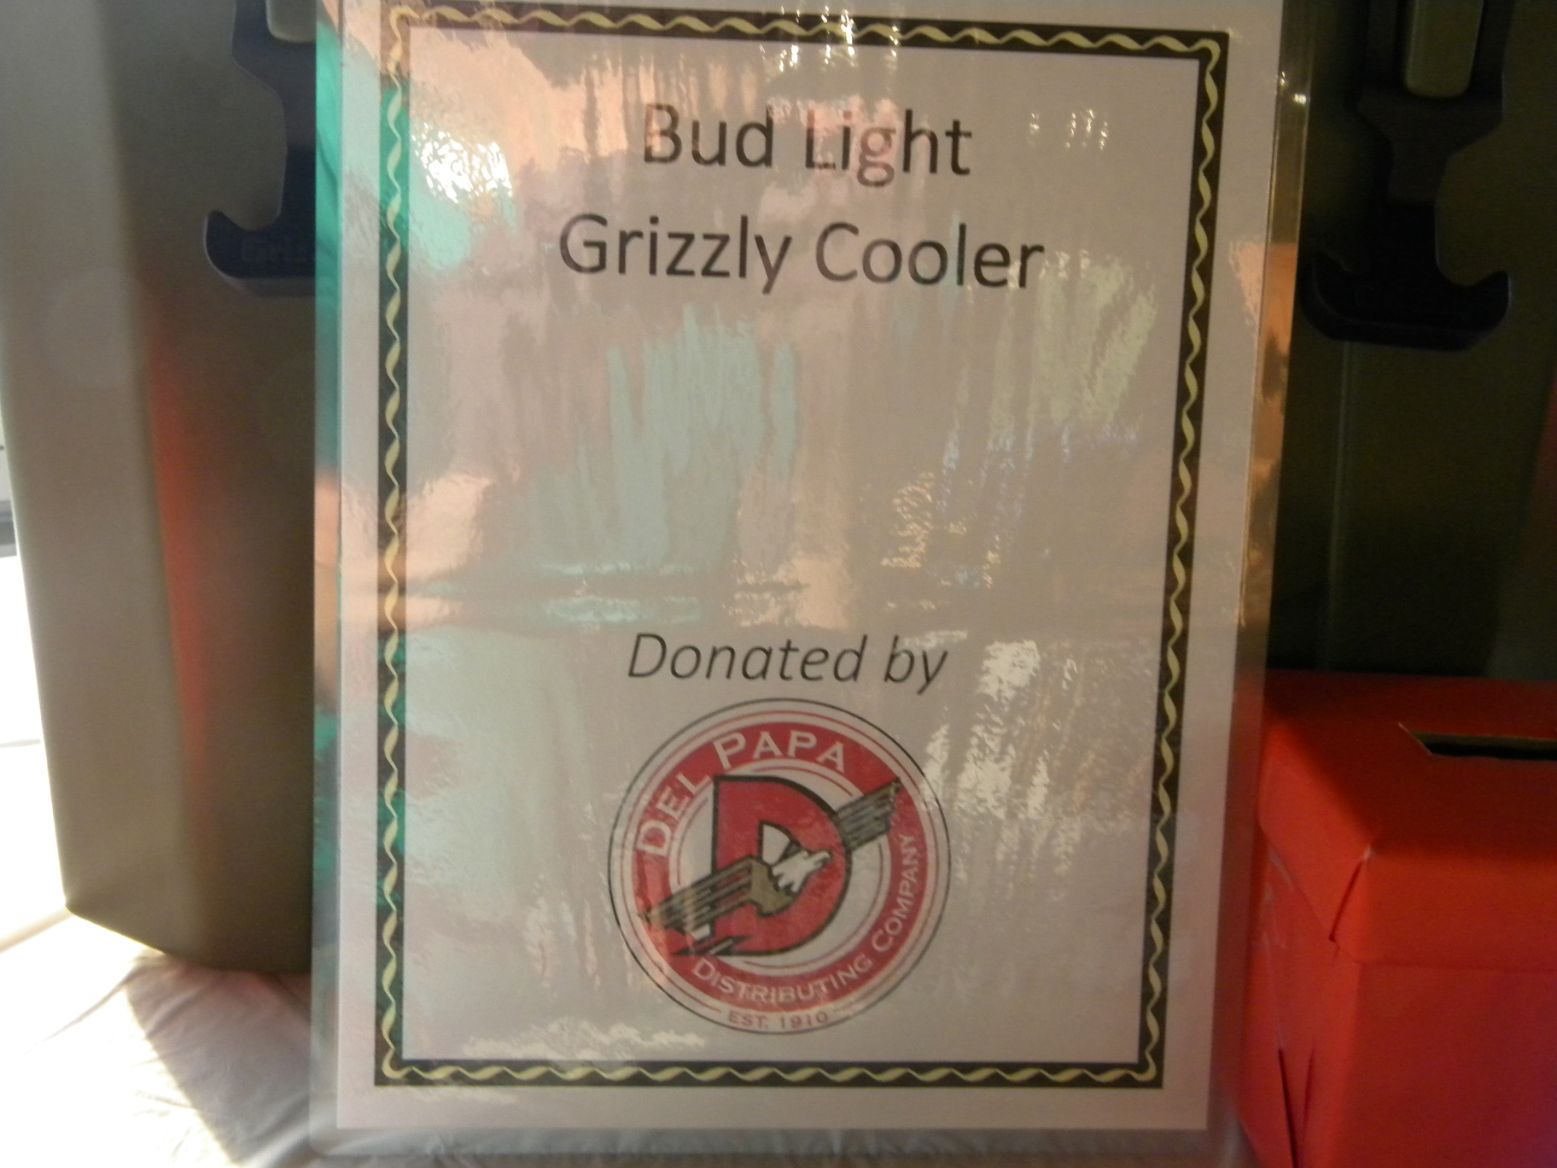 Bud Light
Grizzly Cooler
Donated by
DEL PAPA
D
DISTRIBUTING COMPANY
EST. 1910